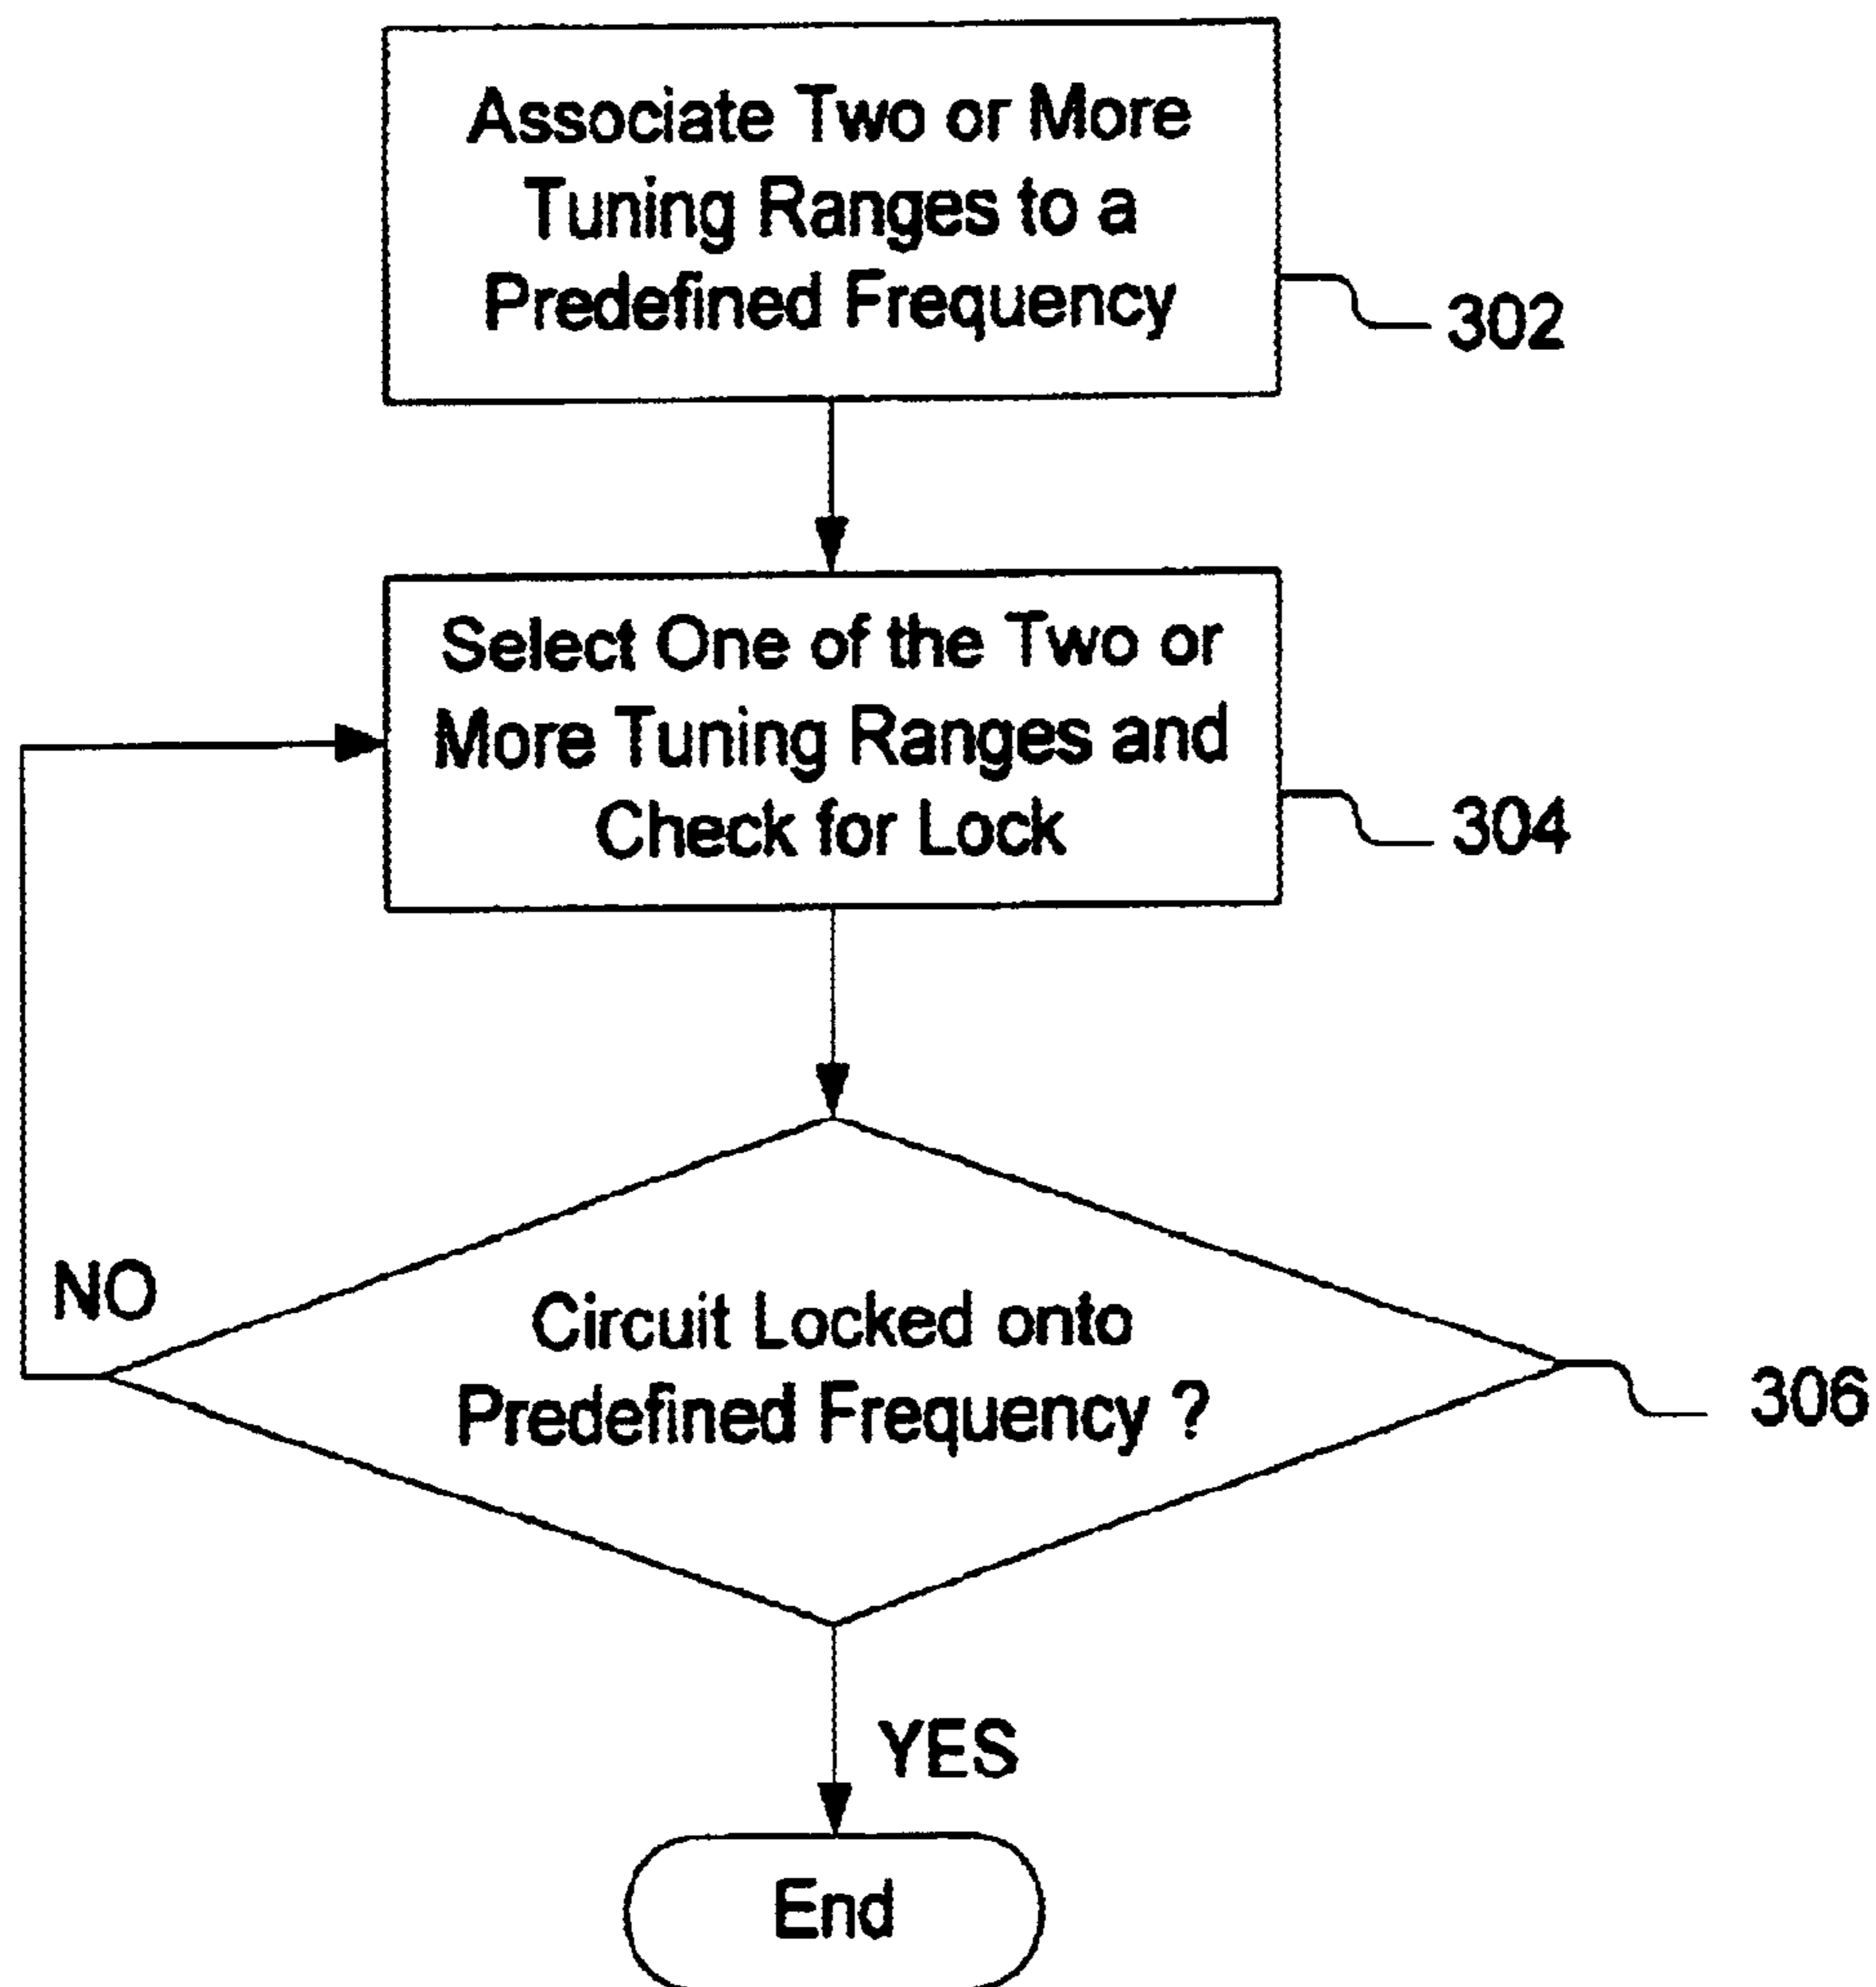 Associate Two or More
Tuning Ranges to a
Predefined Frequency
302
Select One of the Two or
More Tuning Ranges and
Check for Lock
304
NO
Circuit Locked onto
Predefined Frequency ?
306
YES
End